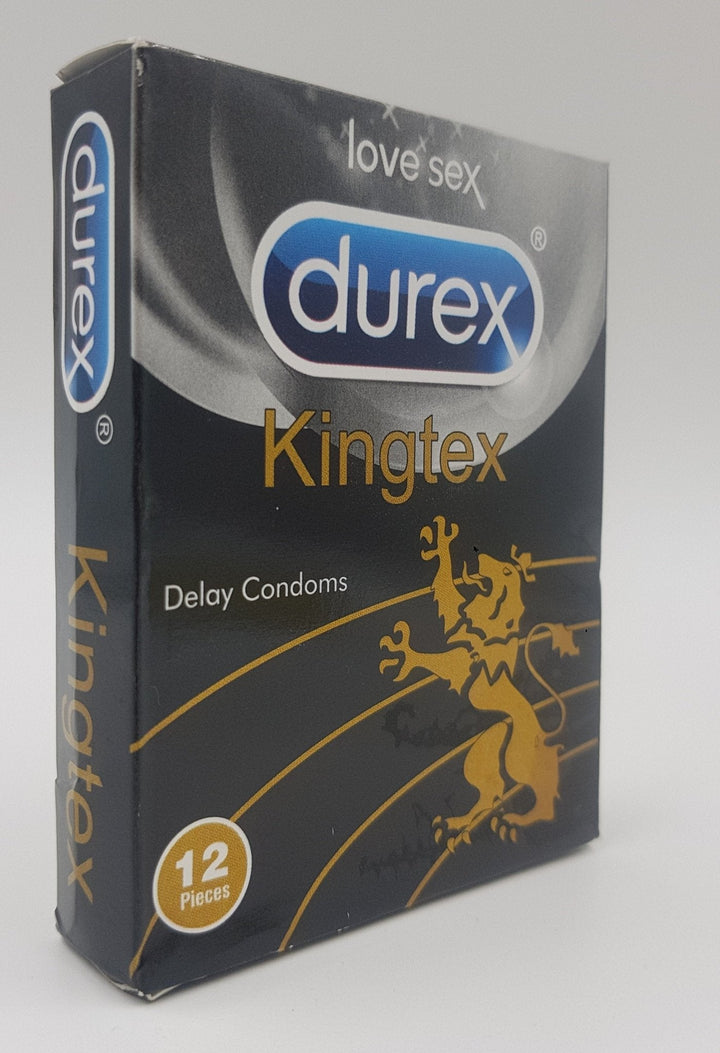 love sex
durex®
Kingtex
Delay Condoms
12
Pieces
durex®
Kingtex